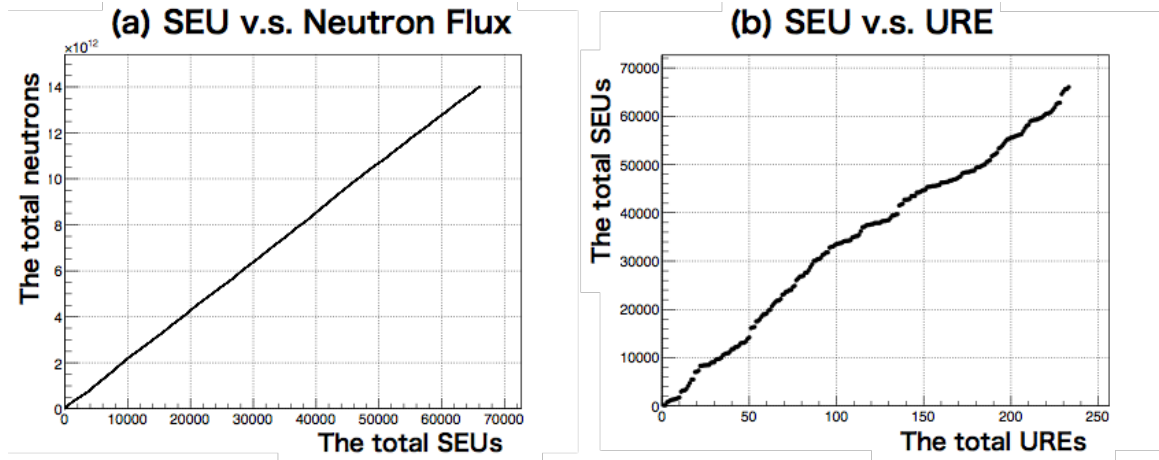 (a) SEU v.s. Neutron Flux
×10¹²
The total neutrons
14
12
10
8
6
4
2
0
0 10000 20000 30000 40000 50000 60000 70000
The total SEUs
(b) SEU v.s. URE
The total SEUs
70000
60000
50000
40000
30000
20000
10000
0
0 50 100 150 200 250
The total UREs